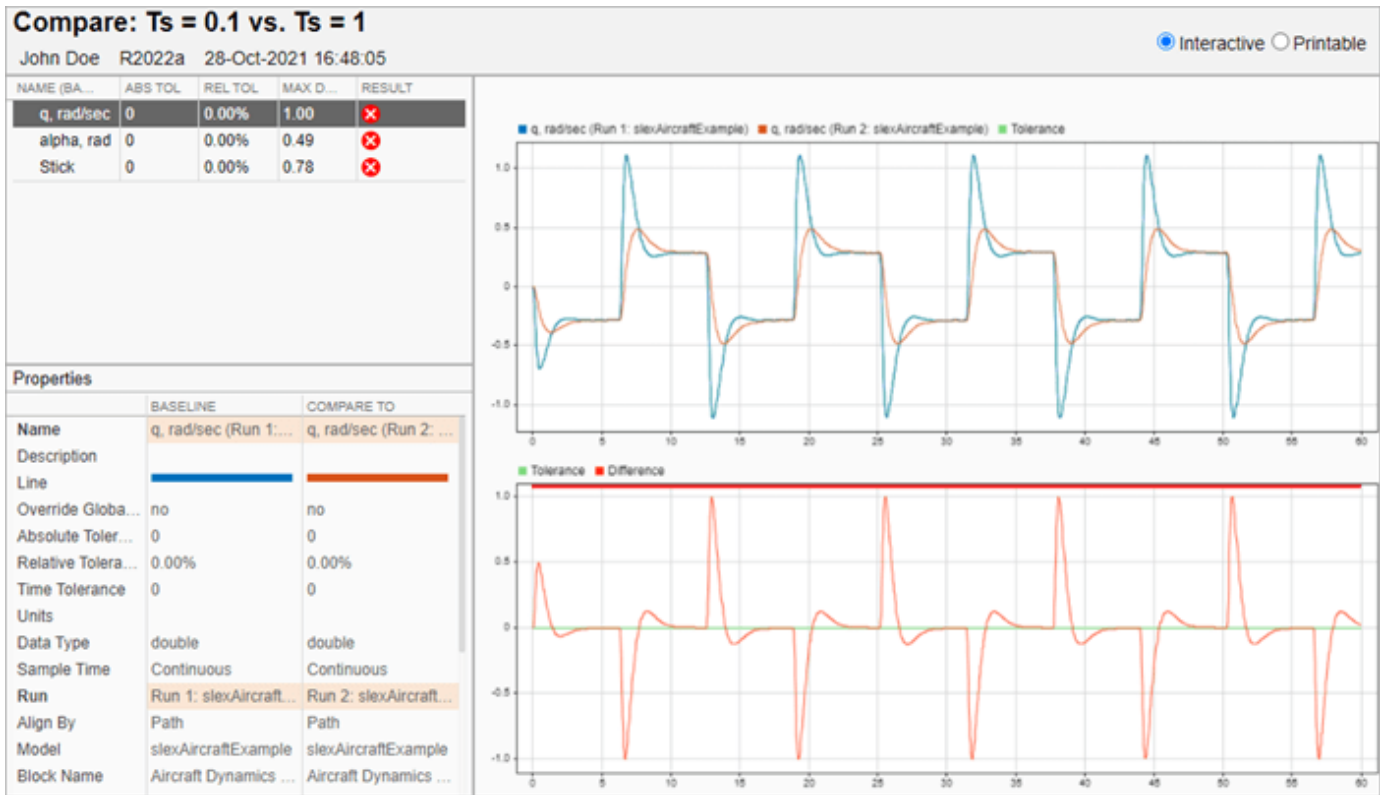 Compare: Ts = 0.1 vs. Ts = 1
John Doe R2022a 28-Oct-2021 16:48:05
Interactive Printable
NAME (BA... ABS TOL REL TOL MAX D... RESULT
q, rad/sec 0 0.00% 1.00
alpha, rad 0 0.00% 0.49
Stick 0 0.00% 0.78
Properties
BASELINE COMPARE TO
Name q, rad/sec (Run 1:... q, rad/sec (Run 2: ...
Description
Line
Override Globa... no no
Absolute Toler... 0 0
Relative Tolera... 0.00% 0.00%
Time Tolerance 0 0
Units
Data Type double double
Sample Time Continuous Continuous
Run Run 1: slexAircraft... Run 2: slexAircraft...
Align By Path Path
Model slexAircraftExample slexAircraftExample
Block Name Aircraft Dynamics ... Aircraft Dynamics ...
q, rad/sec (Run 1: slexAircraftExample) q, rad/sec (Run 2: slexAircraftExample) Tolerance
1.0
0.5
0
-0.5
-1.0
0 5 10 15 20 25 30 35 40 45 50 55 60
Tolerance Difference
1.0
0.5
0
-0.5
-1.0
0 5 10 15 20 25 30 35 40 45 50 55 60